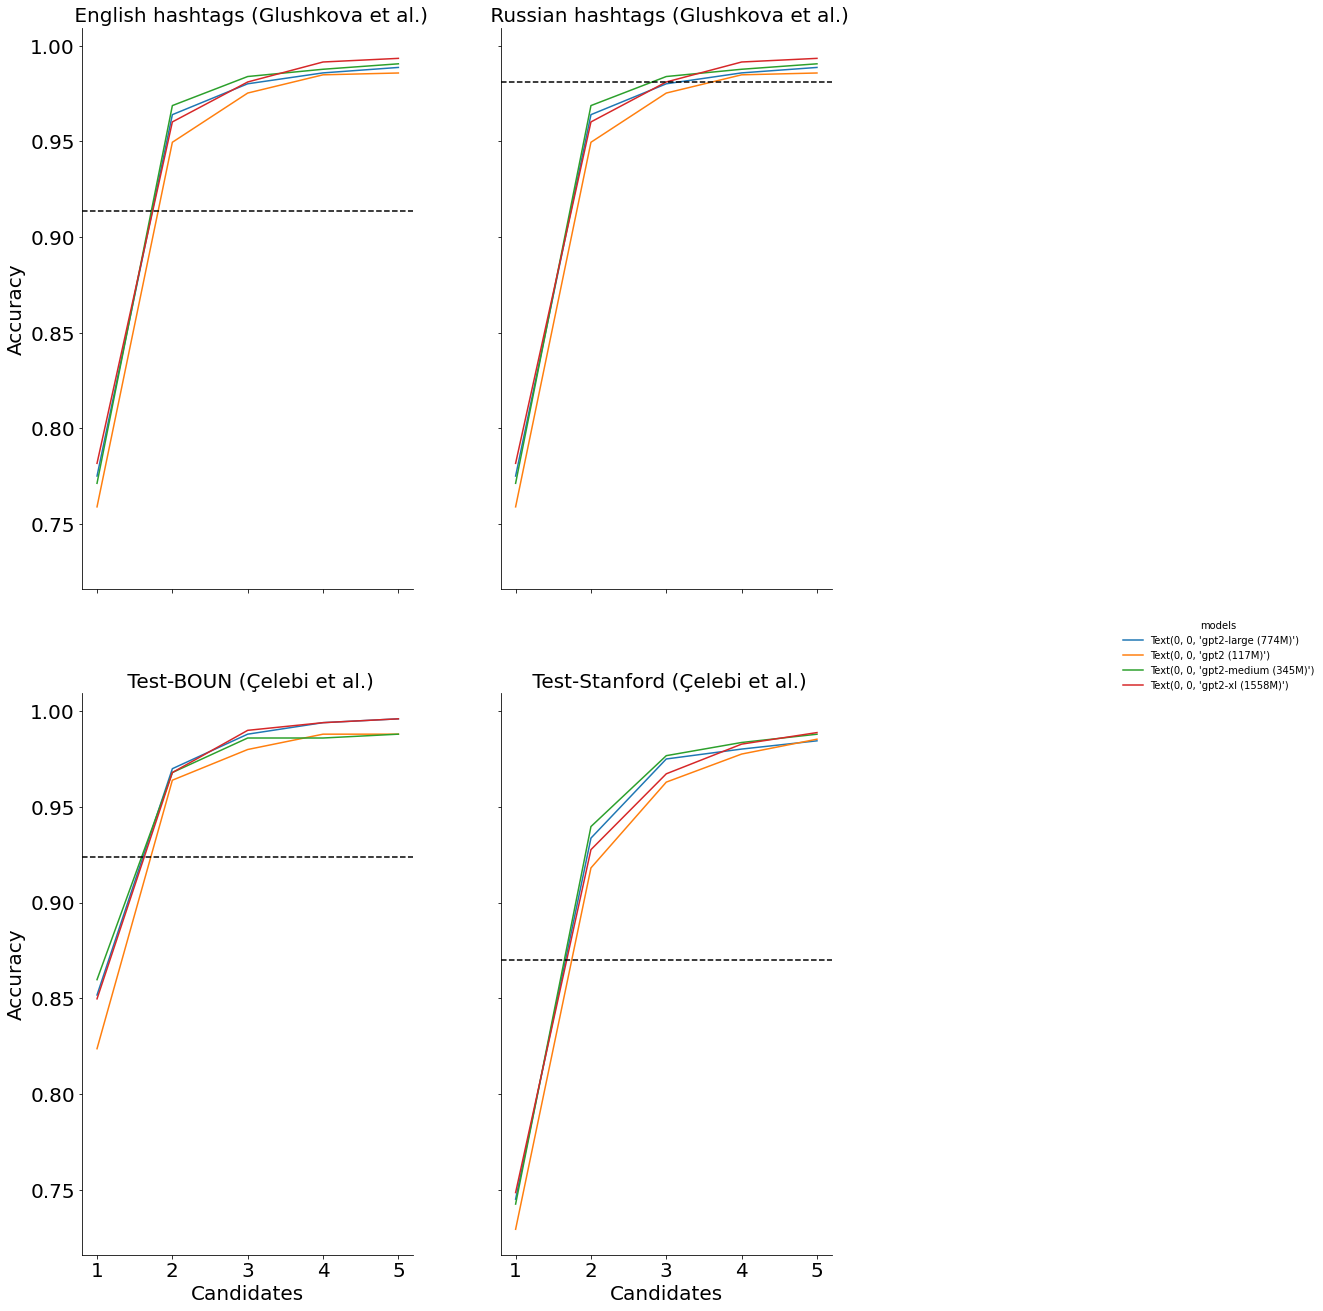 English hashtags (Glushkova et al.)
Russian hashtags (Glushkova et al.)
1.00
0.95
0.90
0.85
0.80
0.75
Accuracy
models
Text(0, 0, 'gpt2-large (774M)')
Text(0, 0, 'gpt2 (117M)')
Text(0, 0, 'gpt2-medium (345M)')
Text(0, 0, 'gpt2-xl (1558M)')
Test-BOUN (Çelebi et al.)
Test-Stanford (Çelebi et al.)
1.00
0.95
0.90
0.85
0.80
0.75
Accuracy
1 2 3 4 5
Candidates
1 2 3 4 5
Candidates